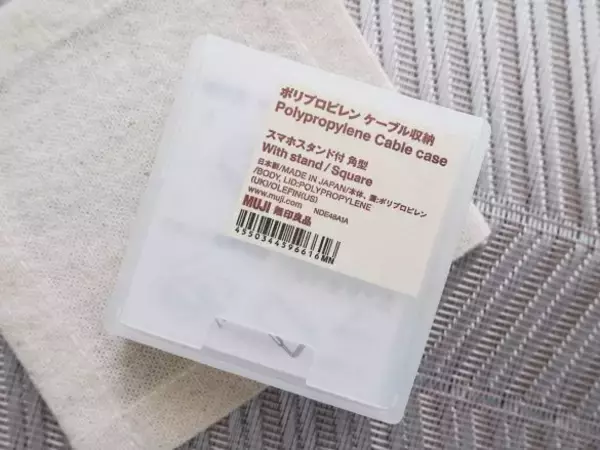 ポリプロピレン ケーブル収納
Polypropylene Cable case
スマホスタンド付 角型
With stand / Square
日本製/MADE IN JAPAN/本体、蓋:ポリプロピレン
/BODY, LID:POLYPROPYLENE
(UK)/OLEFIN(US)
www.muji.com NDE48A1A
MUJI 無印良品
4550344596616MN